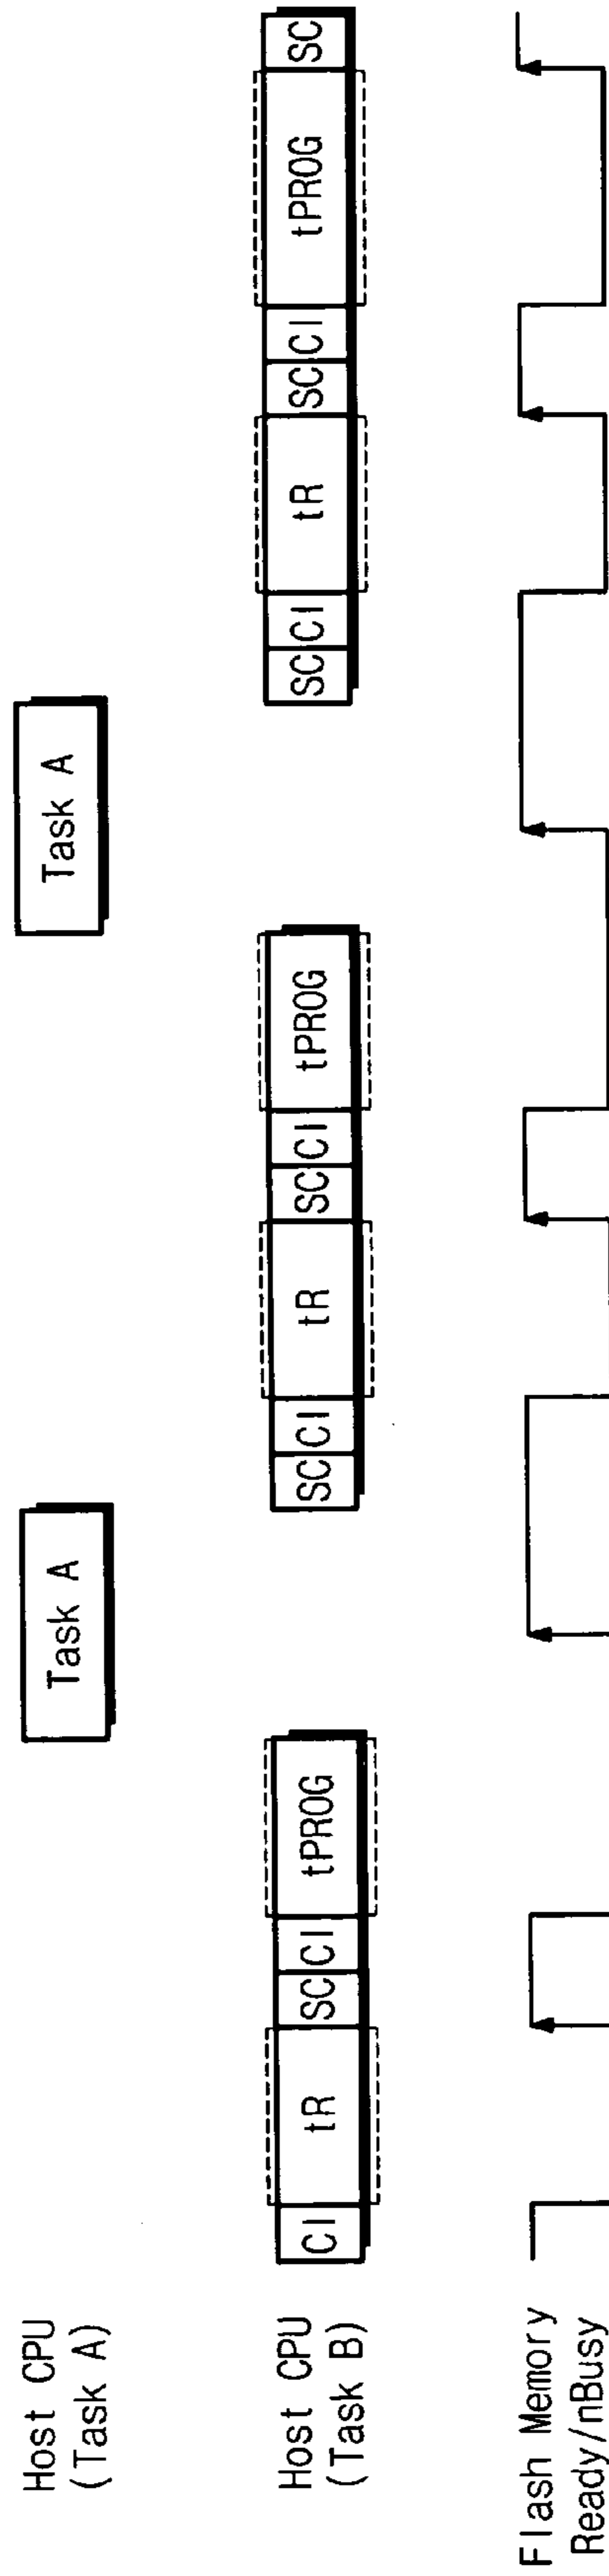 Host CPU
(Task A)
Task A
Task A
Host CPU
(Task B)
CI
tR
SC
CI
tPROG
SC
CI
tR
SC
CI
tPROG
SC
CI
tR
SC
CI
tPROG
SC
Flash Memory
Ready/nBusy